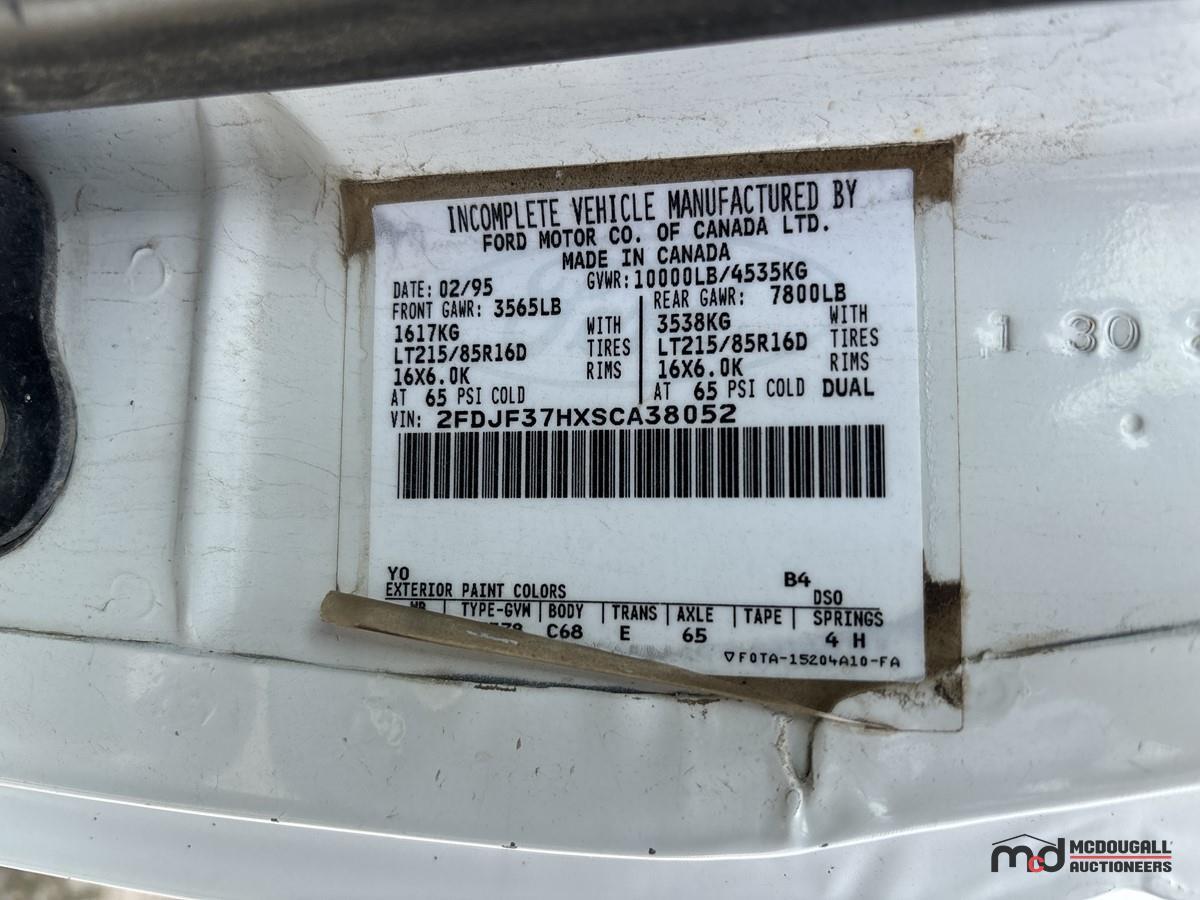 INCOMPLETE VEHICLE MANUFACTURED BY
FORD MOTOR CO. OF CANADA LTD.
MADE IN CANADA
DATE: 02/95 GVWR: 10000LB/4535KG
FRONT GAWR: 3565LB REAR GAWR: 7800LB
1617KG WITH 3538KG WITH
LT215/85R16D TIRES LT215/85R16D TIRES
16X6.0K RIMS 16X6.0K RIMS
AT 65 PSI COLD AT 65 PSI COLD DUAL
VIN: 2FDJF37HXSCA38052
YO B4
EXTERIOR PAINT COLORS DSO
TYPE-GVW BODY TRANS AXLE TAPE SPRINGS
C68 E 65 4 H
▽F0TA-15204A10-FA
1 30
mcd MCDOUGALL
AUCTIONEERS